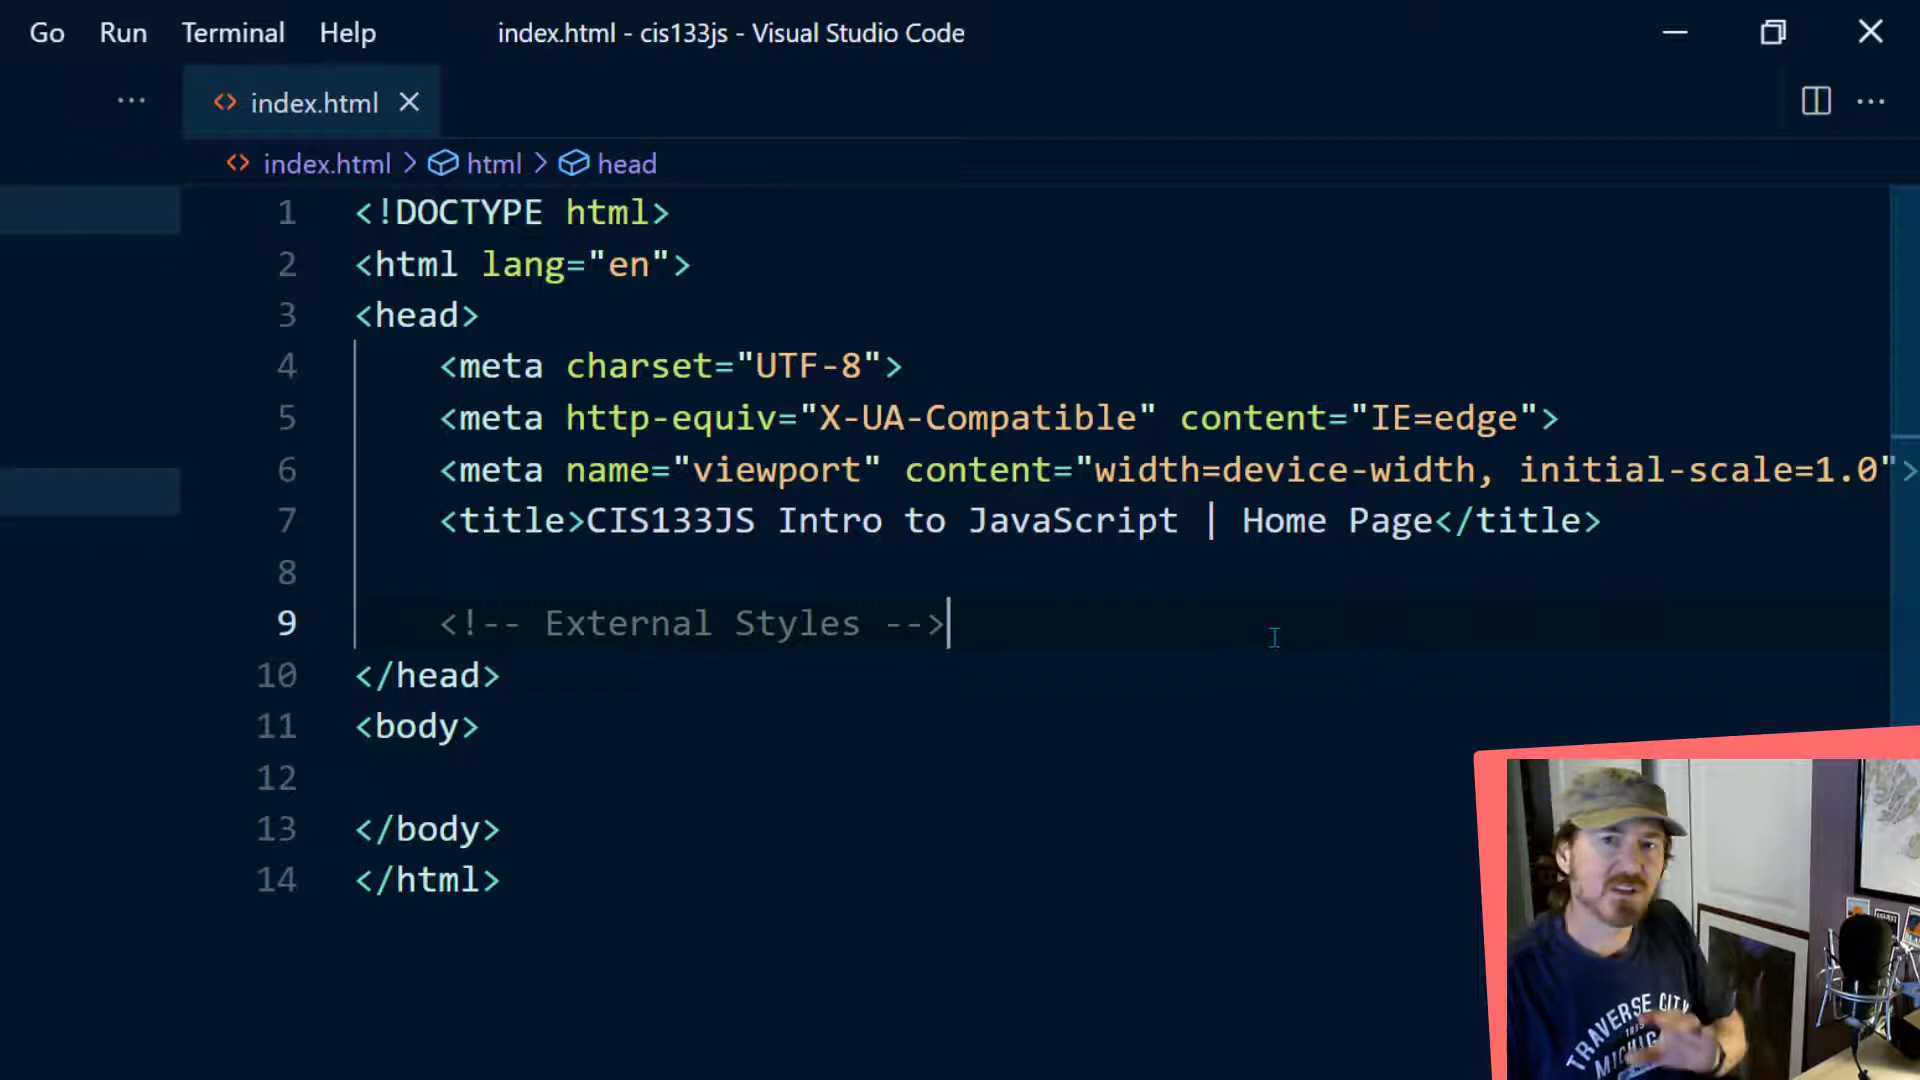 Go Run Terminal Help index.html - cis133js - Visual Studio Code
index.html
index.html > html > head
1 <!DOCTYPE html>
2 <html lang="en">
3 <head>
4 <meta charset="UTF-8">
5 <meta http-equiv="X-UA-Compatible" content="IE=edge">
6 <meta name="viewport" content="width=device-width, initial-scale=1.0">
7 <title>CIS133JS Intro to JavaScript | Home Page</title>
8
9 <!-- External Styles -->
10 </head>
11 <body>
12
13 </body>
14 </html>
TRAVERSE CITY
MICHIG